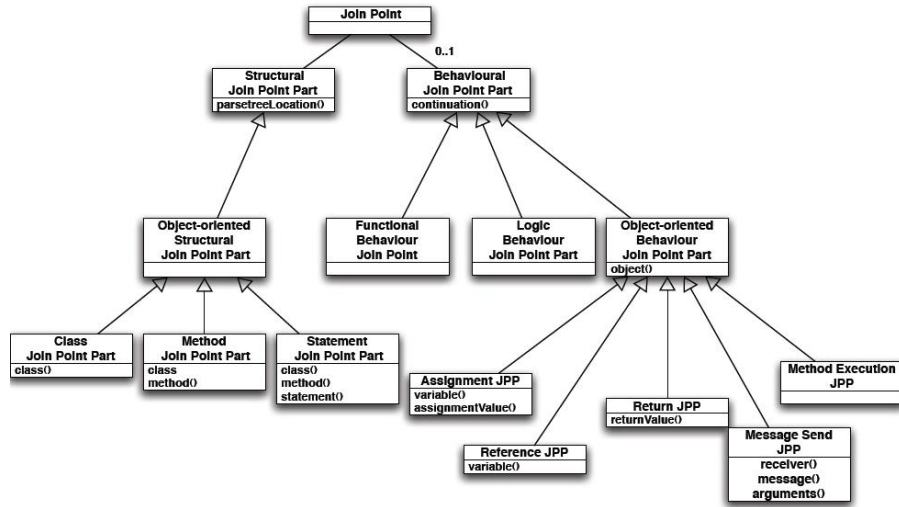 Join Point
0..1
Structural
Join Point Part
parsetreeLocation()
Behavioural
Join Point Part
continuation()
Object-oriented
Structural
Join Point Part
Functional
Behaviour
Join Point
Logic
Behaviour
Join Point Part
Object-oriented
Behaviour
Join Point Part
object()
Class
Join Point Part
class()
Method
Join Point Part
class
method()
Statement
Join Point Part
class()
method()
statement()
Assignment JPP
variable()
assignmentValue()
Reference JPP
variable()
Return JPP
returnValue()
Message Send
JPP
receiver()
message()
arguments()
Method Execution
JPP